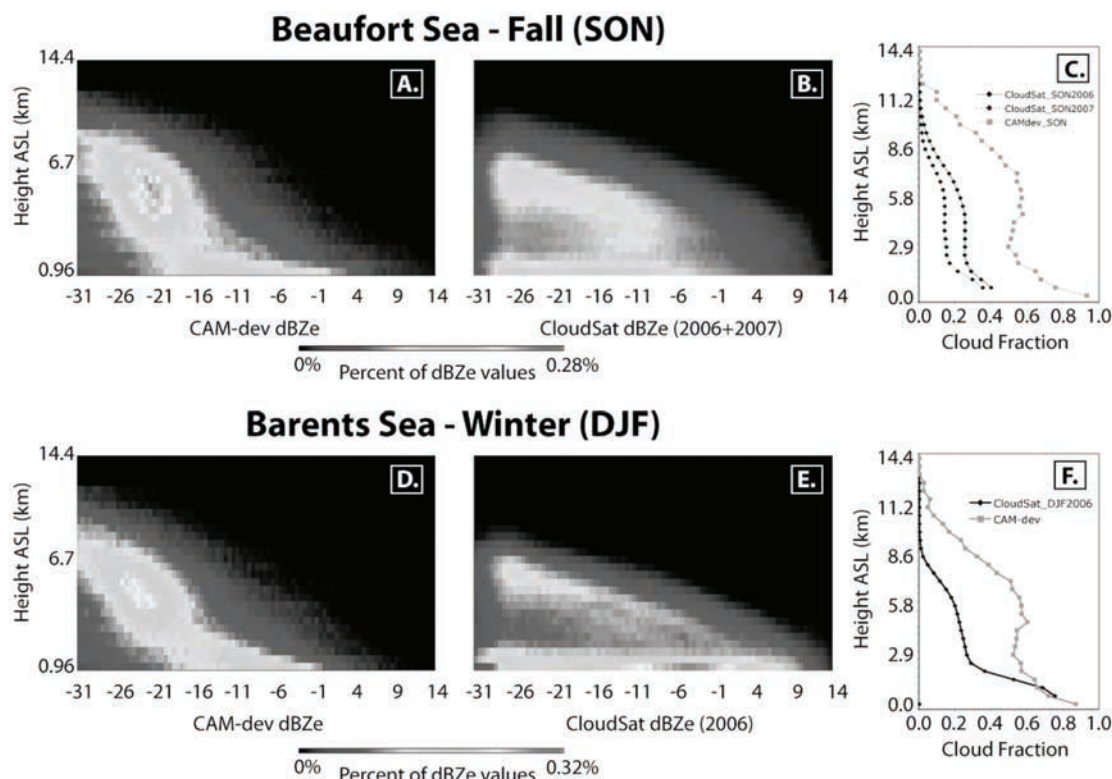 Beaufort Sea - Fall (SON)
14.4
6.7
0.96
Height ASL (km)
A.
-31 -26 -21 -16 -11 -6 -1 4 9 14
CAM-dev dBZe
B.
-31 -26 -21 -16 -11 -6 -1 4 9 14
CloudSat dBZe (2006+2007)
0% 0.28%
Percent of dBZe values
C.
14.4
11.2
8.6
5.8
2.9
0.0
Height ASL (km)
CloudSat_SON2006
CloudSat_SON2007
CAMdev_SON
0.0 0.2 0.4 0.6 0.8 1.0
Cloud Fraction
Barents Sea - Winter (DJF)
14.4
6.7
0.96
Height ASL (km)
D.
-31 -26 -21 -16 -11 -6 -1 4 9 14
CAM-dev dBZe
E.
-31 -26 -21 -16 -11 -6 -1 4 9 14
CloudSat dBZe (2006)
0% 0.32%
Percent of dBZe values
F.
14.4
11.2
8.6
5.8
2.9
0.0
Height ASL (km)
CloudSat_DJF2006
CAM-dev
0.0 0.2 0.4 0.6 0.8 1.0
Cloud Fraction